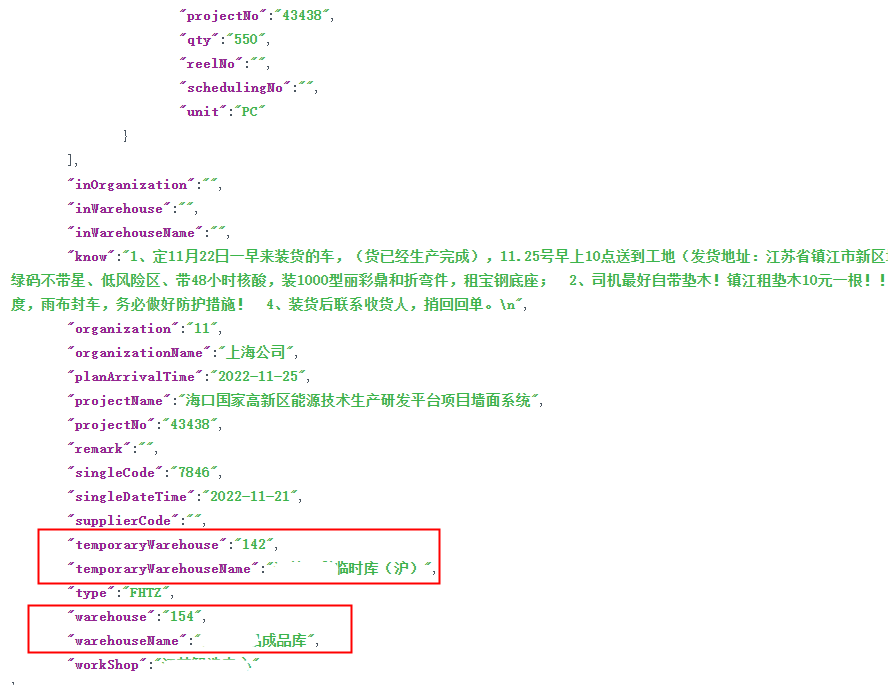 "projectNo":"43438",
"qty":"550",
"reelNo":"",
"schedulingNo":"",
"unit":"PC"
}
],
"inOrganization":"",
"inWarehouse":"",
"inWarehouseName":"",
"know":"1、定11月22日一早来装货的车，（货已经生产完成），11.25号早上10点送到工地（发货地址：江苏省镇江市新区
绿码不带星、低风险区、带48小时核酸，装1000型丽彩鼎和折弯件，租宝钢底座；  2、司机最好自带垫木！镇江租垫木10元一根！！
度，雨布封车，务必做好防护措施！  4、装货后联系收货人，捎回回单。\n",
"organization":"11",
"organizationName":"上海公司",
"planArrivalTime":"2022-11-25",
"projectName":"海口国家高新区能源技术生产研发平台项目墙面系统",
"projectNo":"43438",
"remark":"",
"singleCode":"7846",
"singleDateTime":"2022-11-21",
"supplierCode":"",
"temporaryWarehouse":"142",
"temporaryWarehouseName":"临时库（沪）",
"type":"FHTZ",
"warehouse":"154",
"warehouseName":"成品库",
"workShop":"